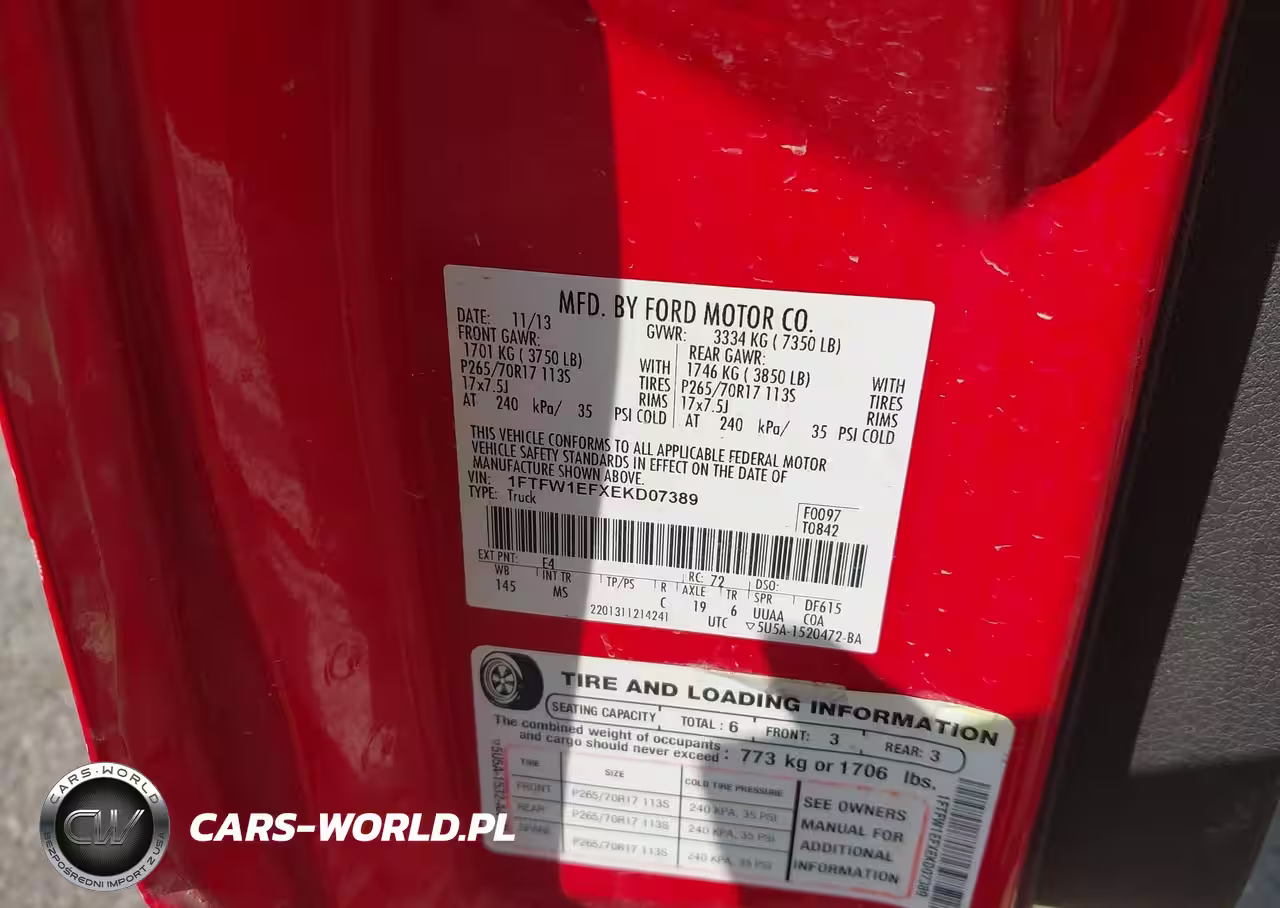 MFD. BY FORD MOTOR CO.
DATE: 11/13 GVWR: 3334 KG ( 7350 LB)
FRONT GAWR: REAR GAWR:
1701 KG ( 3750 LB) WITH 1746 KG ( 3850 LB) WITH
P265/70R17 113S TIRES P265/70R17 113S TIRES
17x7.5J RIMS 17x7.5J RIMS
AT 240 kPa/ 35 PSI COLD AT 240 kPa/ 35 PSI COLD
THIS VEHICLE CONFORMS TO ALL APPLICABLE FEDERAL MOTOR
VEHICLE SAFETY STANDARDS IN EFFECT ON THE DATE OF
MANUFACTURE SHOWN ABOVE.
VIN: 1FTFW1EFXEKD07389
TYPE: Truck
F0097
T0842
EXT PNT: E4 RC: 72 DSO:
WB INT TR TP/PS R AXLE TR SPR DF615
145 MS C 19 6 UUAA COA
2201311214241 UTC ▽5U5A-1520472-BA
TIRE AND LOADING INFORMATION
SEATING CAPACITY TOTAL : 6 FRONT: 3 REAR: 3
The combined weight of occupants
and cargo should never exceed : 773 kg or 1706 lbs.
TIRE SIZE COLD TIRE PRESSURE
FRONT P265/70R17 113S 240 KPA, 35 PSI
REAR P265/70R17 113S 240 KPA, 35 PSI
SPARE P265/70R17 113S 240 KPA, 35 PSI
SEE OWNERS
MANUAL FOR
ADDITIONAL
INFORMATION
1FTFW1EFXEKD07389
CARS-WORLD
CW
BEZPOŚREDNI IMPORT Z USA
CARS-WORLD.PL